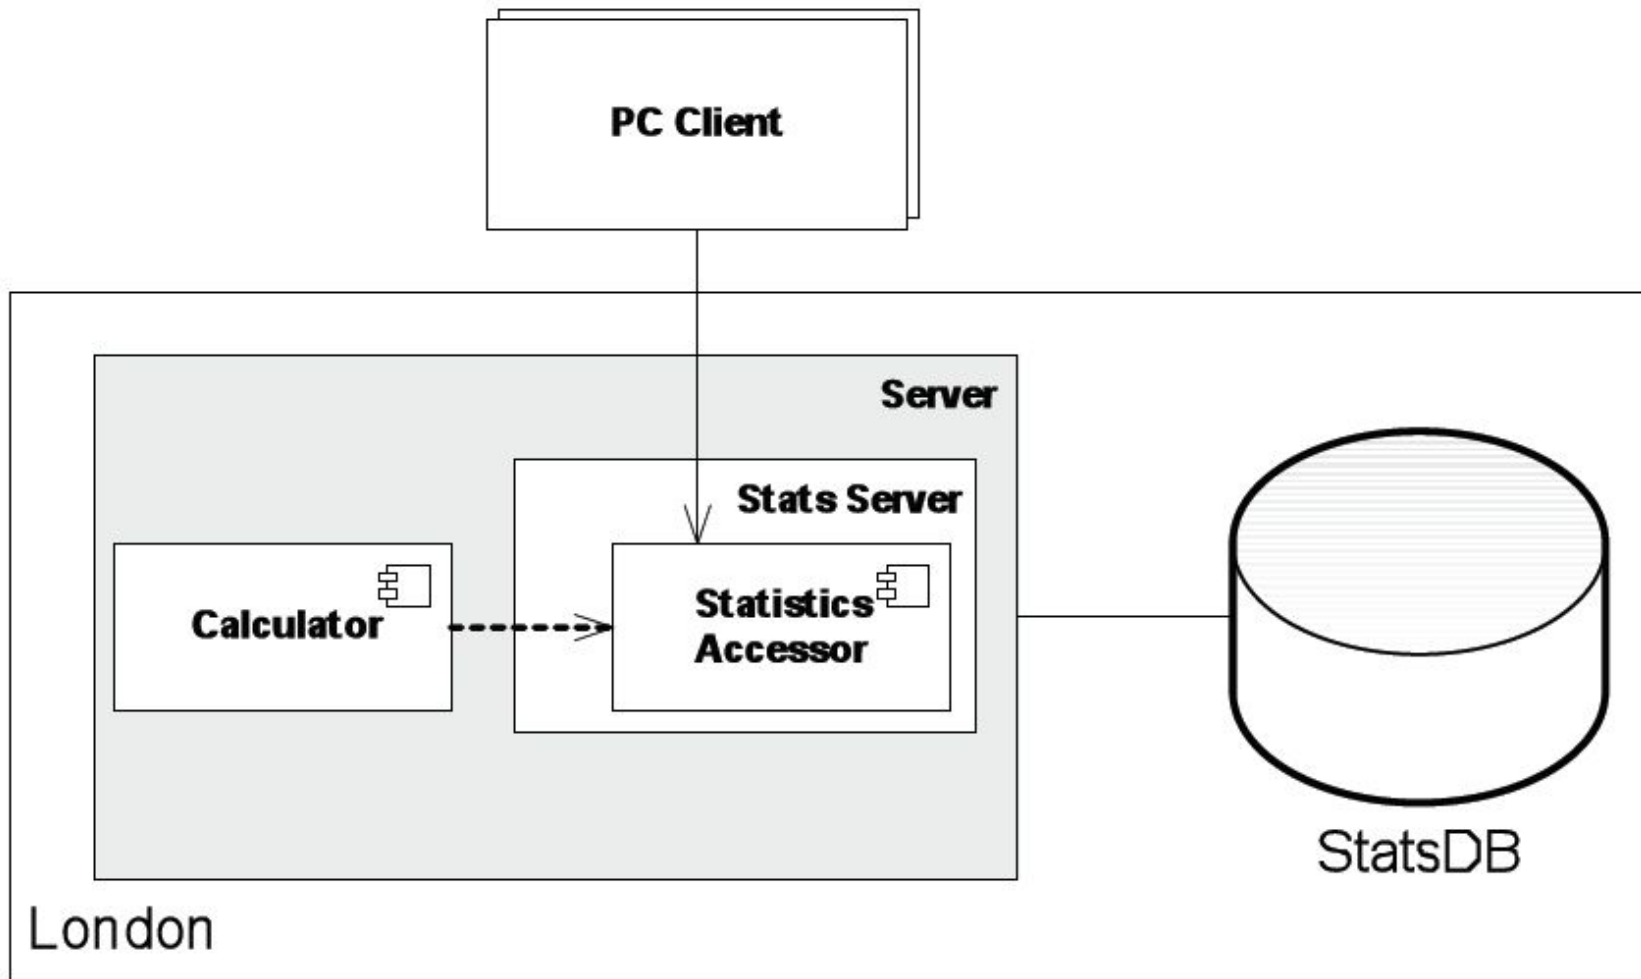 PC Client
Server
Stats Server
Calculator
Statistics
Accessor
StatsDB
London